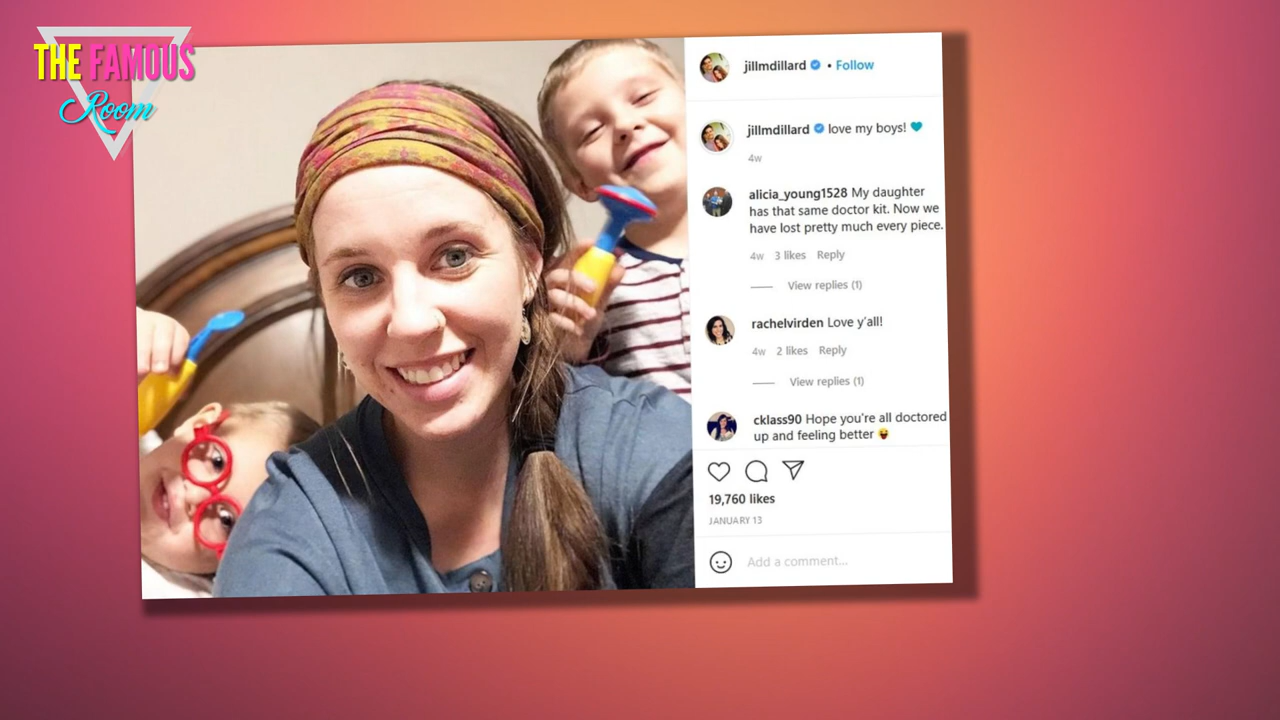 THE FAMOUS
Room
jillmdillard • Follow
jillmdillard love my boys!
4w
alicia_young1528 My daughter
has that same doctor kit. Now we
have lost pretty much every piece.
4w 3 likes Reply
View replies (1)
rachelvirden Love y'all!
4w 2 likes Reply
View replies (1)
cklass90 Hope you're all doctored
up and feeling better
19,760 likes
JANUARY 13
Add a comment...